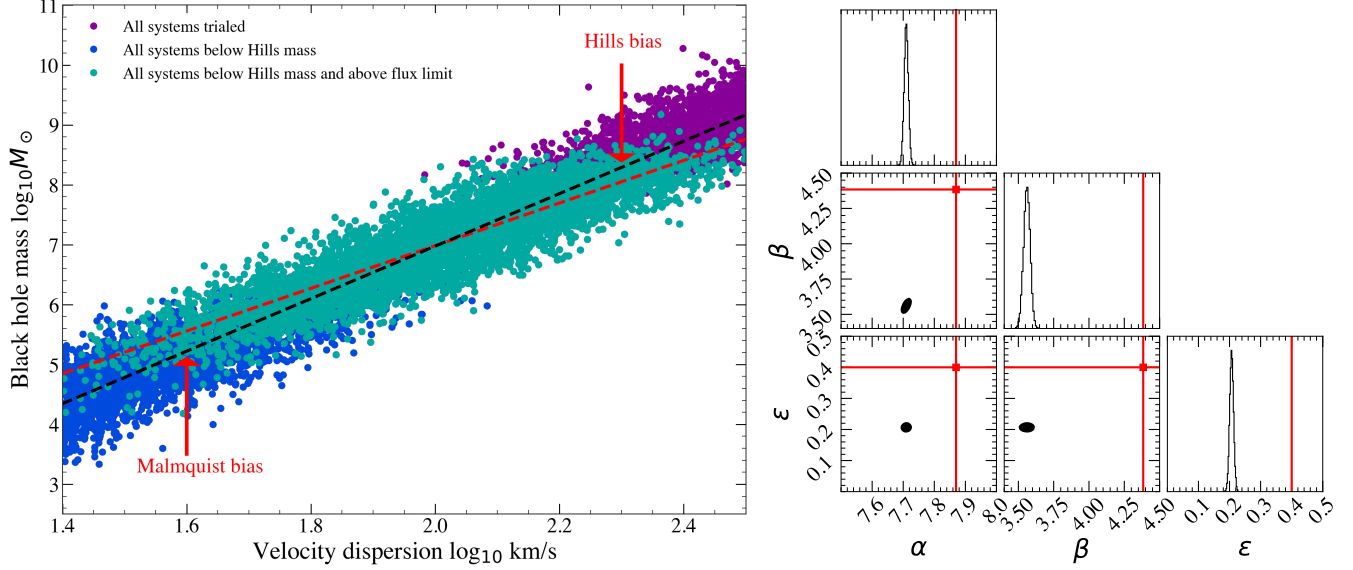 All systems trialed
All systems below Hills mass
All systems below Hills mass and above flux limit
Hills bias
Malmquist bias
Black hole mass log₁₀M⊙
11
10
9
8
7
6
5
4
3
1.4 1.6 1.8 2.0 2.2 2.4
Velocity dispersion log₁₀ km/s
β
4.50
4.25
4.00
3.75
3.50
ε
0.5
0.4
0.3
0.2
0.1
7.6 7.7 7.8 7.9 8.0
α
3.50 3.75 4.00 4.25 4.50
β
0.1 0.2 0.3 0.4 0.5
ε